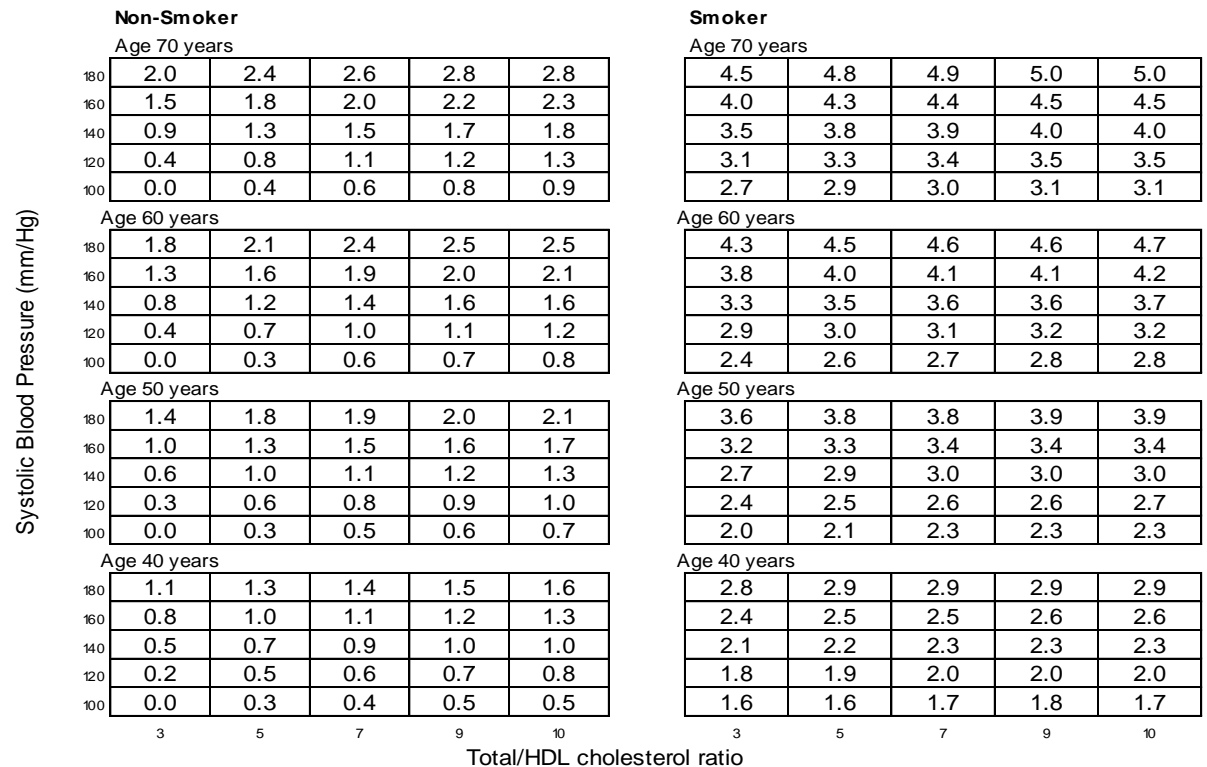 Non-Smoker Smoker
Age 70 years Age 70 years
180 2.0 2.4 2.6 2.8 2.8 4.5 4.8 4.9 5.0 5.0
160 1.5 1.8 2.0 2.2 2.3 4.0 4.3 4.4 4.5 4.5
140 0.9 1.3 1.5 1.7 1.8 3.5 3.8 3.9 4.0 4.0
120 0.4 0.8 1.1 1.2 1.3 3.1 3.3 3.4 3.5 3.5
100 0.0 0.4 0.6 0.8 0.9 2.7 2.9 3.0 3.1 3.1
Age 60 years Age 60 years
180 1.8 2.1 2.4 2.5 2.5 4.3 4.5 4.6 4.6 4.7
160 1.3 1.6 1.9 2.0 2.1 3.8 4.0 4.1 4.1 4.2
140 0.8 1.2 1.4 1.6 1.6 3.3 3.5 3.6 3.6 3.7
120 0.4 0.7 1.0 1.1 1.2 2.9 3.0 3.1 3.2 3.2
100 0.0 0.3 0.6 0.7 0.8 2.4 2.6 2.7 2.8 2.8
Age 50 years Age 50 years
180 1.4 1.8 1.9 2.0 2.1 3.6 3.8 3.8 3.9 3.9
160 1.0 1.3 1.5 1.6 1.7 3.2 3.3 3.4 3.4 3.4
140 0.6 1.0 1.1 1.2 1.3 2.7 2.9 3.0 3.0 3.0
120 0.3 0.6 0.8 0.9 1.0 2.4 2.5 2.6 2.6 2.7
100 0.0 0.3 0.5 0.6 0.7 2.0 2.1 2.3 2.3 2.3
Age 40 years Age 40 years
180 1.1 1.3 1.4 1.5 1.6 2.8 2.9 2.9 2.9 2.9
160 0.8 1.0 1.1 1.2 1.3 2.4 2.5 2.5 2.6 2.6
140 0.5 0.7 0.9 1.0 1.0 2.1 2.2 2.3 2.3 2.3
120 0.2 0.5 0.6 0.7 0.8 1.8 1.9 2.0 2.0 2.0
100 0.0 0.3 0.4 0.5 0.5 1.6 1.6 1.7 1.8 1.7
3 5 7 9 10 3 5 7 9 10
Total/HDL cholesterol ratio
Systolic Blood Pressure (mm/Hg)